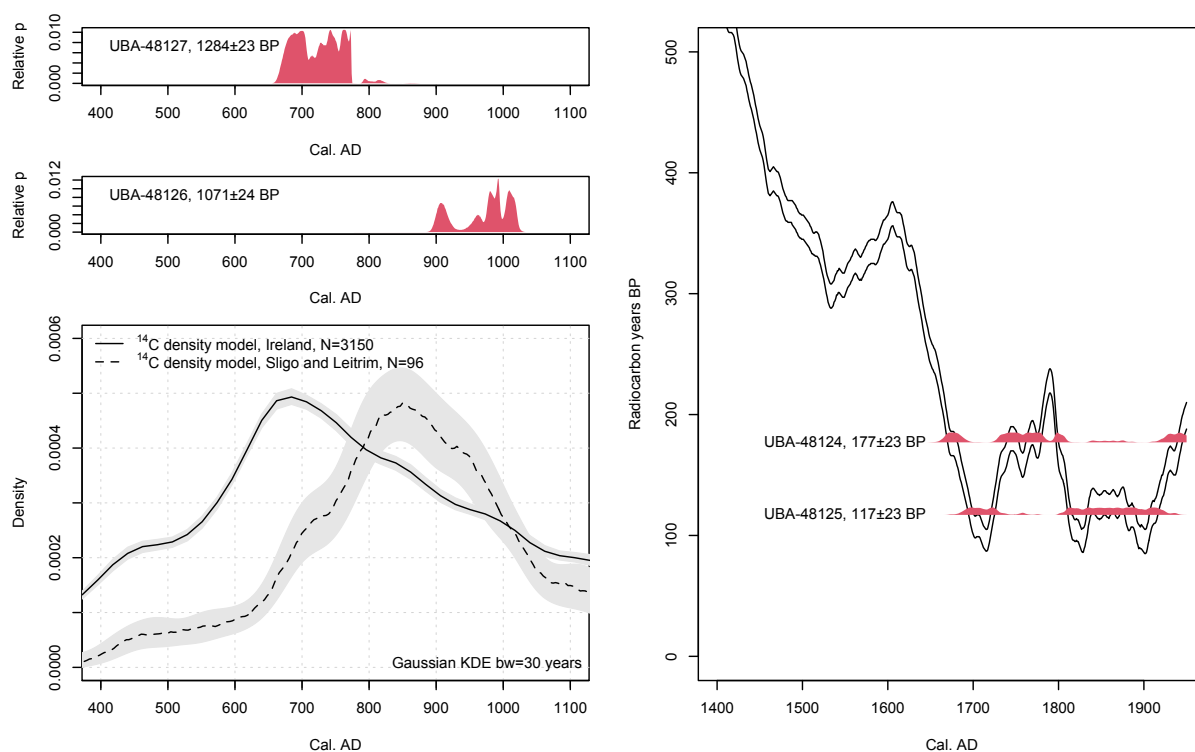 Relative p
0.000
0.010
UBA-48127, 1284±23 BP
400 500 600 700 800 900 1000 1100
Cal. AD
Relative p
0.000
0.012
UBA-48126, 1071±24 BP
400 500 600 700 800 900 1000 1100
Cal. AD
Density
0.0000
0.0002
0.0004
0.0006
14C density model, Ireland, N=3150
14C density model, Sligo and Leitrim, N=96
Gaussian KDE bw=30 years
400 500 600 700 800 900 1000 1100
Cal. AD
Radiocarbon years BP
500
400
300
200
100
0
UBA-48124, 177±23 BP
UBA-48125, 117±23 BP
1400 1500 1600 1700 1800 1900
Cal. AD